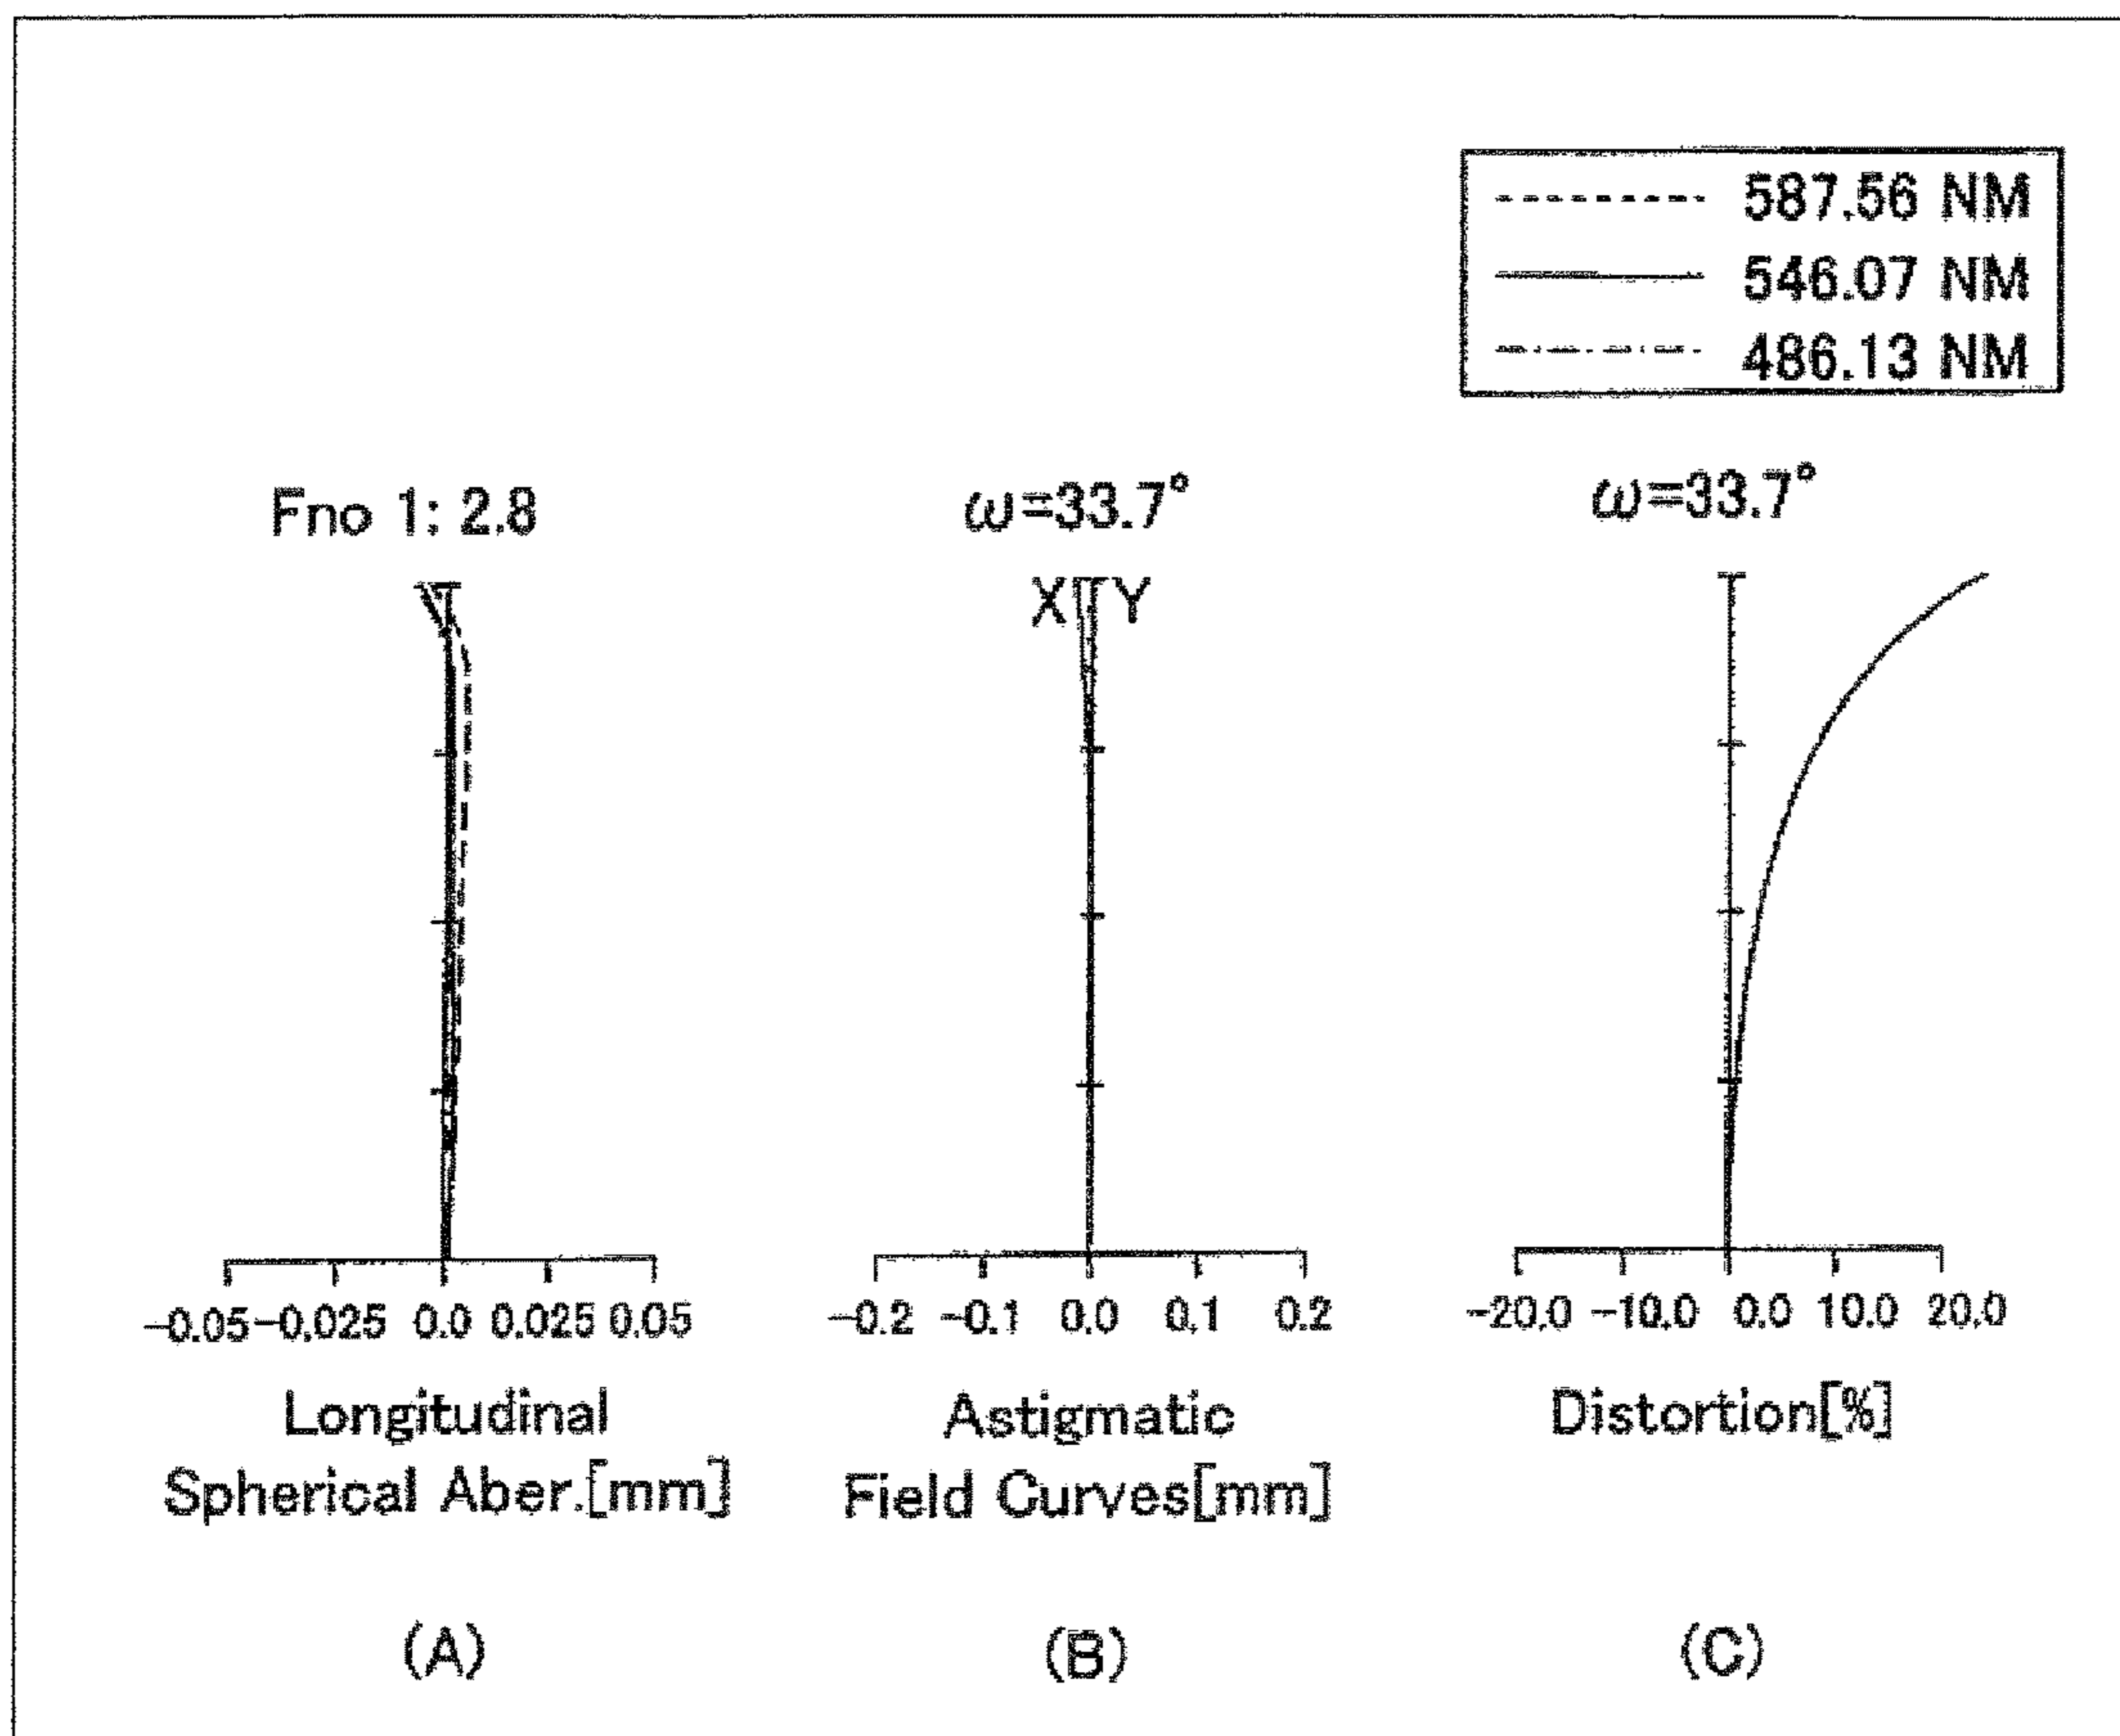 587.56 NM
546.07 NM
486.13 NM
Fno 1: 2.8
ω=33.7°
ω=33.7°
X Y
-0.05 -0.025 0.0 0.025 0.05
-0.2 -0.1 0.0 0.1 0.2
-20.0 -10.0 0.0 10.0 20.0
Longitudinal
Spherical Aber.[mm]
Astigmatic
Field Curves[mm]
Distortion[%]
(A)
(B)
(C)